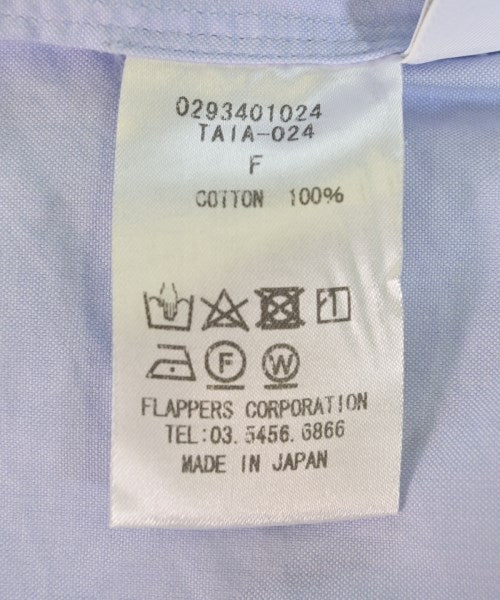 0293401024
TAIA-024
F
COTTON 100%
F W
FLAPPERS CORPORATION
TEL:03.5456.6866
MADE IN JAPAN